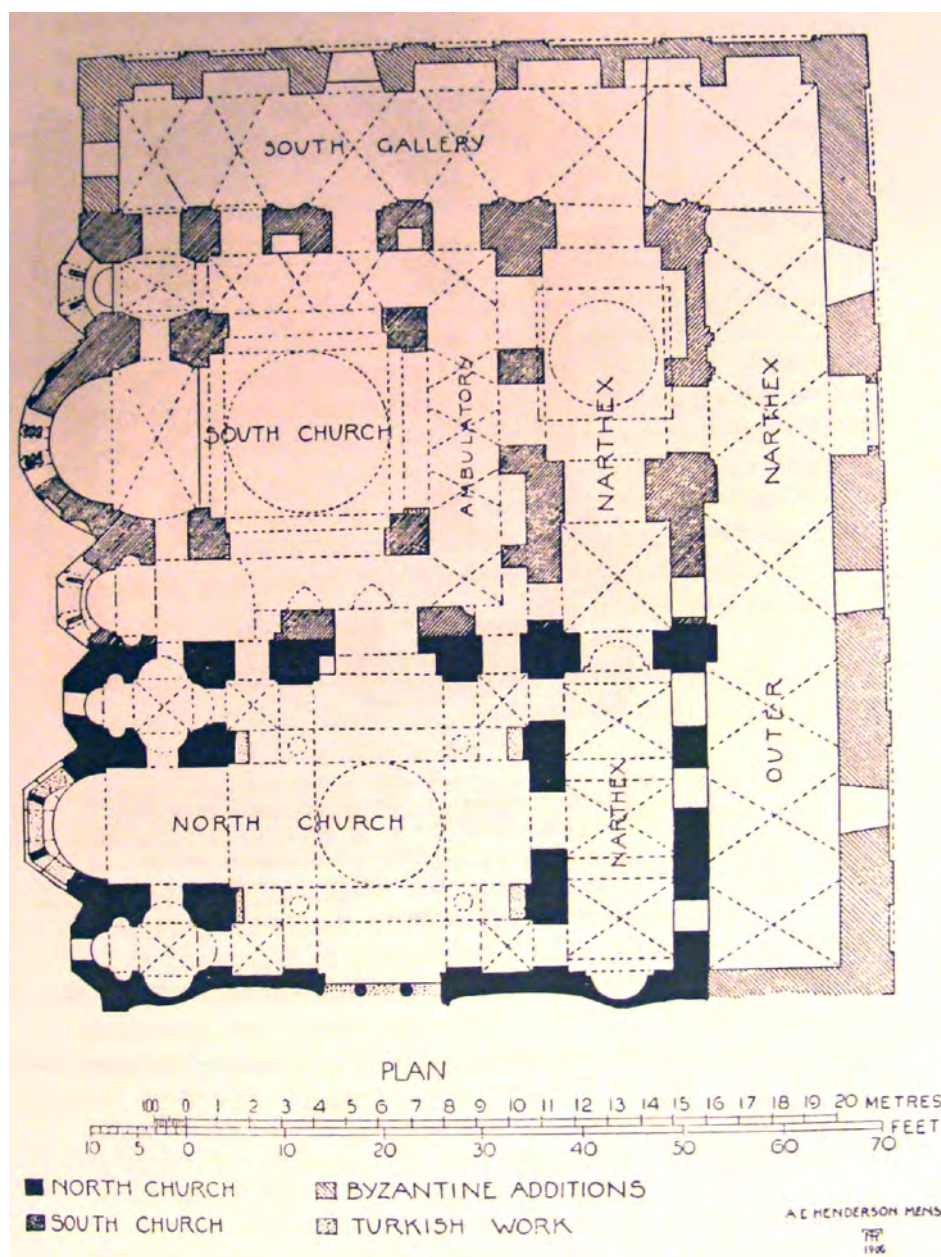 SOUTH GALLERY
SOUTH CHURCH
AMBULATORY
NARTHEX
NARTHEX
OUTER
NORTH CHURCH
NARTHEX
PLAN
100 0 1 2 3 4 5 6 7 8 9 10 11 12 13 14 15 16 17 18 19 20 METRES
10 5 0 10 20 30 40 50 60 70 FEET
NORTH CHURCH
BYZANTINE ADDITIONS
SOUTH CHURCH
TURKISH WORK
A E HENDERSON MENS
1906